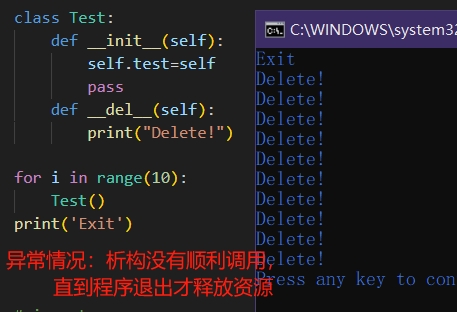 class Test:
    def __init__(self):
        self.test=self
        pass
    def __del__(self):
        print("Delete!")
for i in range(10):
    Test()
print('Exit')
异常情况：析构没有顺利调用，
直到程序退出才释放资源
C:\WINDOWS\system32
Exit
Delete!
Delete!
Delete!
Delete!
Delete!
Delete!
Delete!
Delete!
Delete!
Delete!
Press any key to con